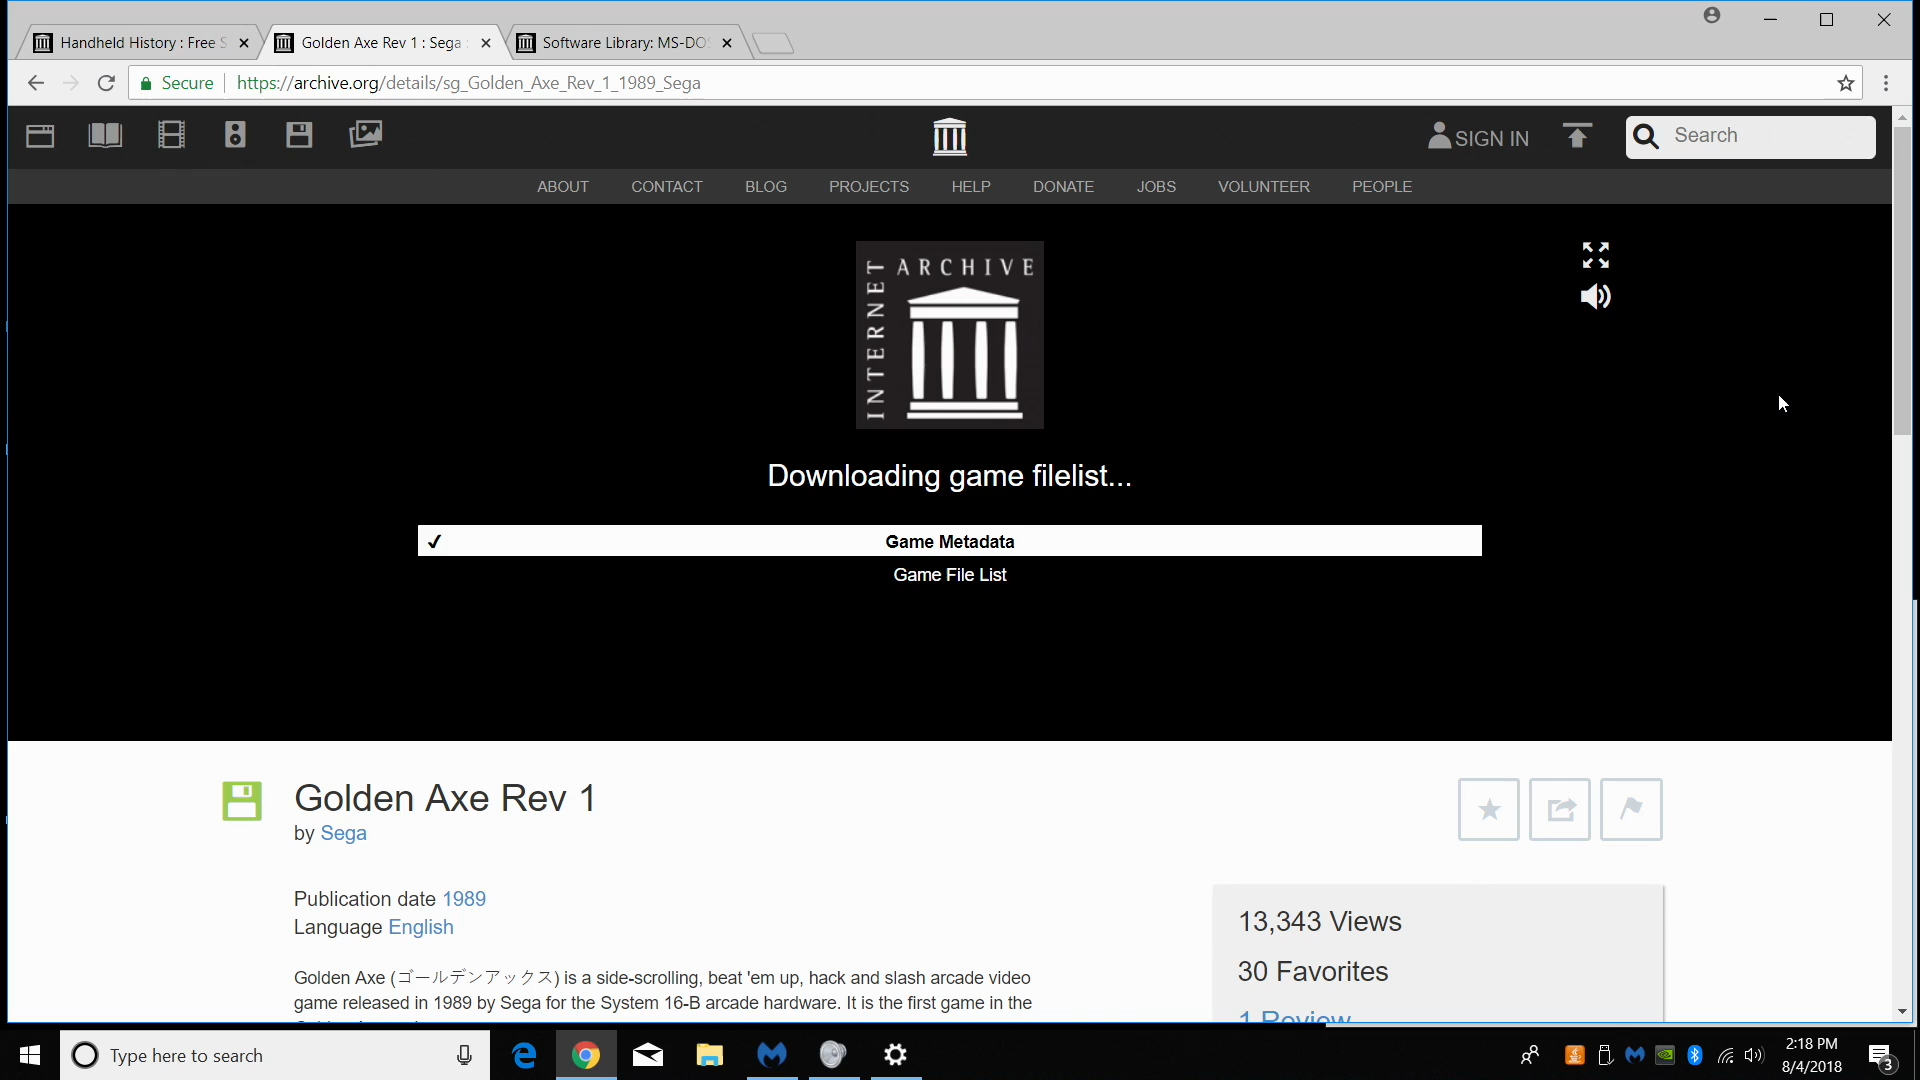 Handheld History : Free S
Golden Axe Rev 1 : Sega :
Software Library: MS-DOS
Secure
https://archive.org/details/sg_Golden_Axe_Rev_1_1989_Sega
SIGN IN
Search
ABOUT CONTACT BLOG PROJECTS HELP DONATE JOBS VOLUNTEER PEOPLE
INTERNET ARCHIVE
Downloading game filelist...
✓ Game Metadata
Game File List
Golden Axe Rev 1
by Sega
Publication date 1989
Language English
Golden Axe (ゴールデンアックス) is a side-scrolling, beat 'em up, hack and slash arcade video
game released in 1989 by Sega for the System 16-B arcade hardware. It is the first game in the
13,343 Views
30 Favorites
1 Review
Type here to search
2:18 PM
8/4/2018
3